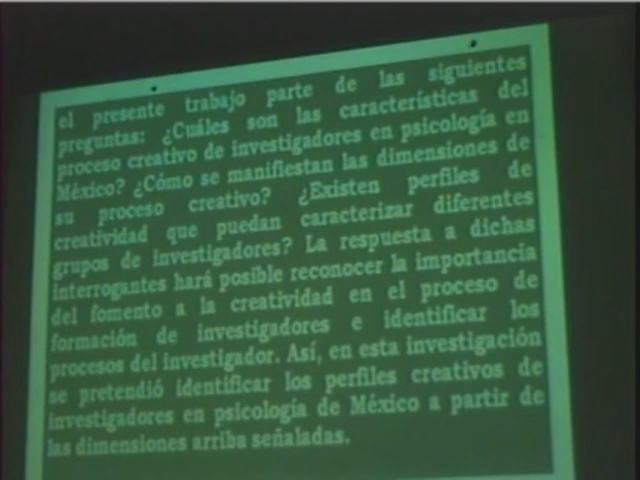 el presente trabajo parte de las siguientes
preguntas: ¿Cuáles son las características del
proceso creativo de investigadores en psicología en
México? ¿Cómo se manifiestan las dimensiones de
su proceso creativo? ¿Existen perfiles de
creatividad que puedan caracterizar diferentes
grupos de investigadores? La respuesta a dichas
interrogantes hará posible reconocer la importancia
del fomento a la creatividad en el proceso de
formación de investigadores e identificar los
procesos del investigador. Así, en esta investigación
se pretendió identificar los perfiles creativos de
investigadores en psicología de México a partir de
las dimensiones arriba señaladas.